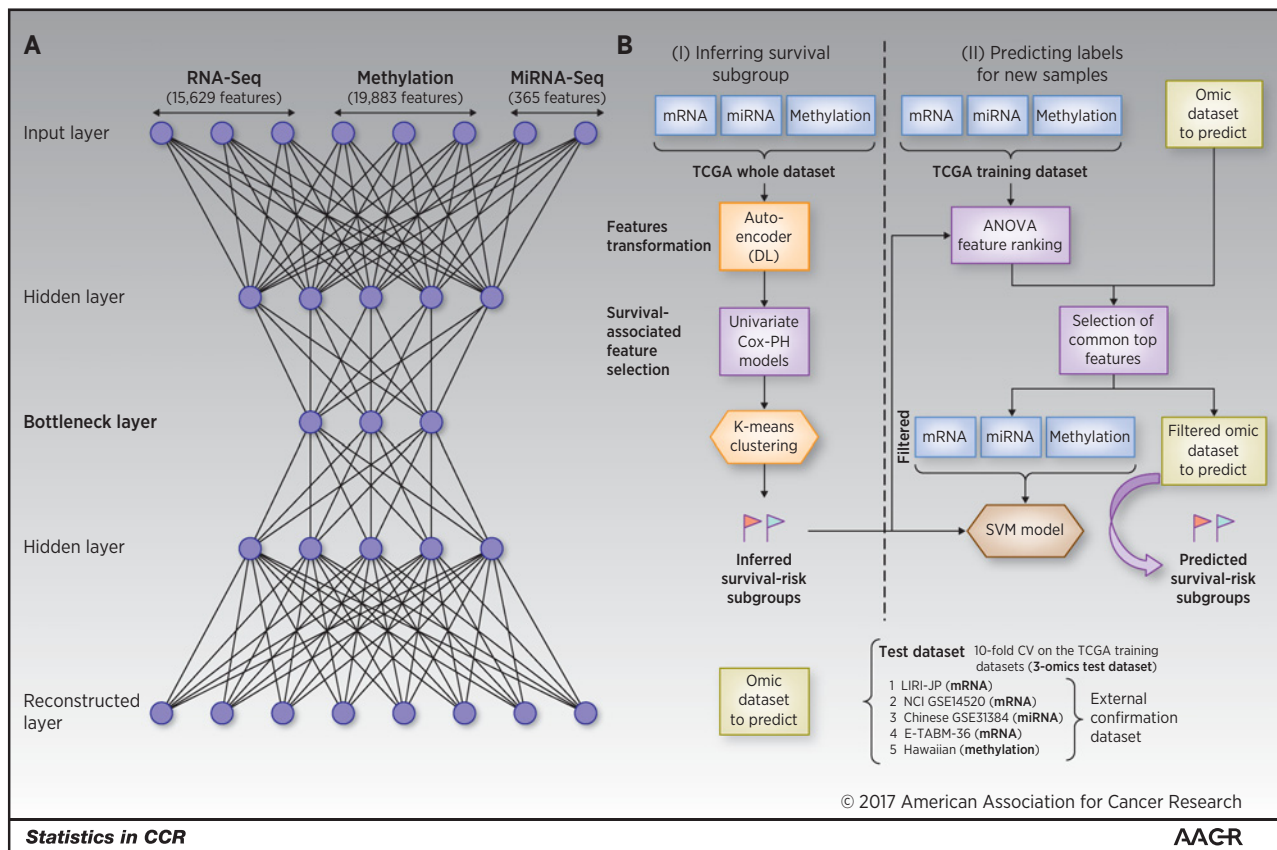 A
RNA-Seq
(15,629 features)
Methylation
(19,883 features)
MiRNA-Seq
(365 features)
Input layer
Hidden layer
Bottleneck layer
Hidden layer
Reconstructed
layer
B
(I) Inferring survival
subgroup
mRNA
miRNA
Methylation
TCGA whole dataset
Features
transformation
Auto-
encoder
(DL)
Survival-
associated
feature
selection
Univariate
Cox-PH
models
K-means
clustering
Inferred
survival-risk
subgroups
(II) Predicting labels
for new samples
mRNA
miRNA
Methylation
TCGA training dataset
Omic
dataset
to predict
ANOVA
feature ranking
Selection of
common top
features
Filtered
mRNA
miRNA
Methylation
Filtered omic
dataset
to predict
SVM model
Predicted
survival-risk
subgroups
Omic
dataset
to predict
Test dataset 10-fold CV on the TCGA training
datasets (3-omics test dataset)
1 LIRI-JP (mRNA)
2 NCI GSE14520 (mRNA)
3 Chinese GSE31384 (miRNA)
4 E-TABM-36 (mRNA)
5 Hawaiian (methylation)
External
confirmation
dataset
© 2017 American Association for Cancer Research
Statistics in CCR
AACR